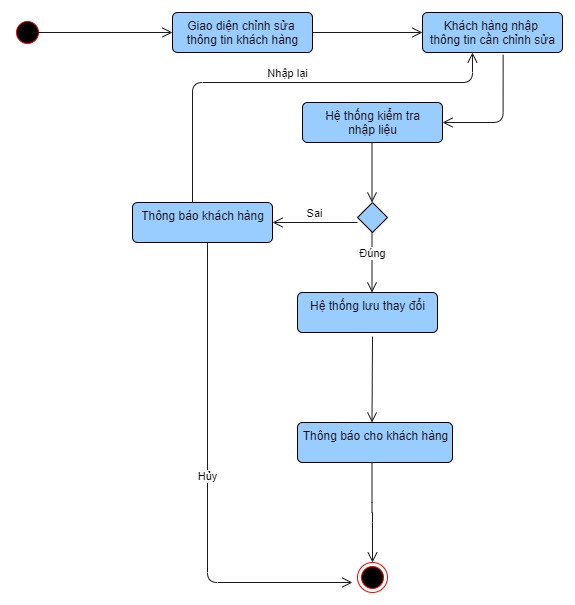 Giao diện chỉnh sửa
thông tin khách hàng
Khách hàng nhập
thông tin cần chỉnh sửa
Nhập lại
Hệ thống kiểm tra
nhập liệu
Thông báo khách hàng
Sai
Đúng
Hệ thống lưu thay đổi
Thông báo cho khách hàng
Hủy